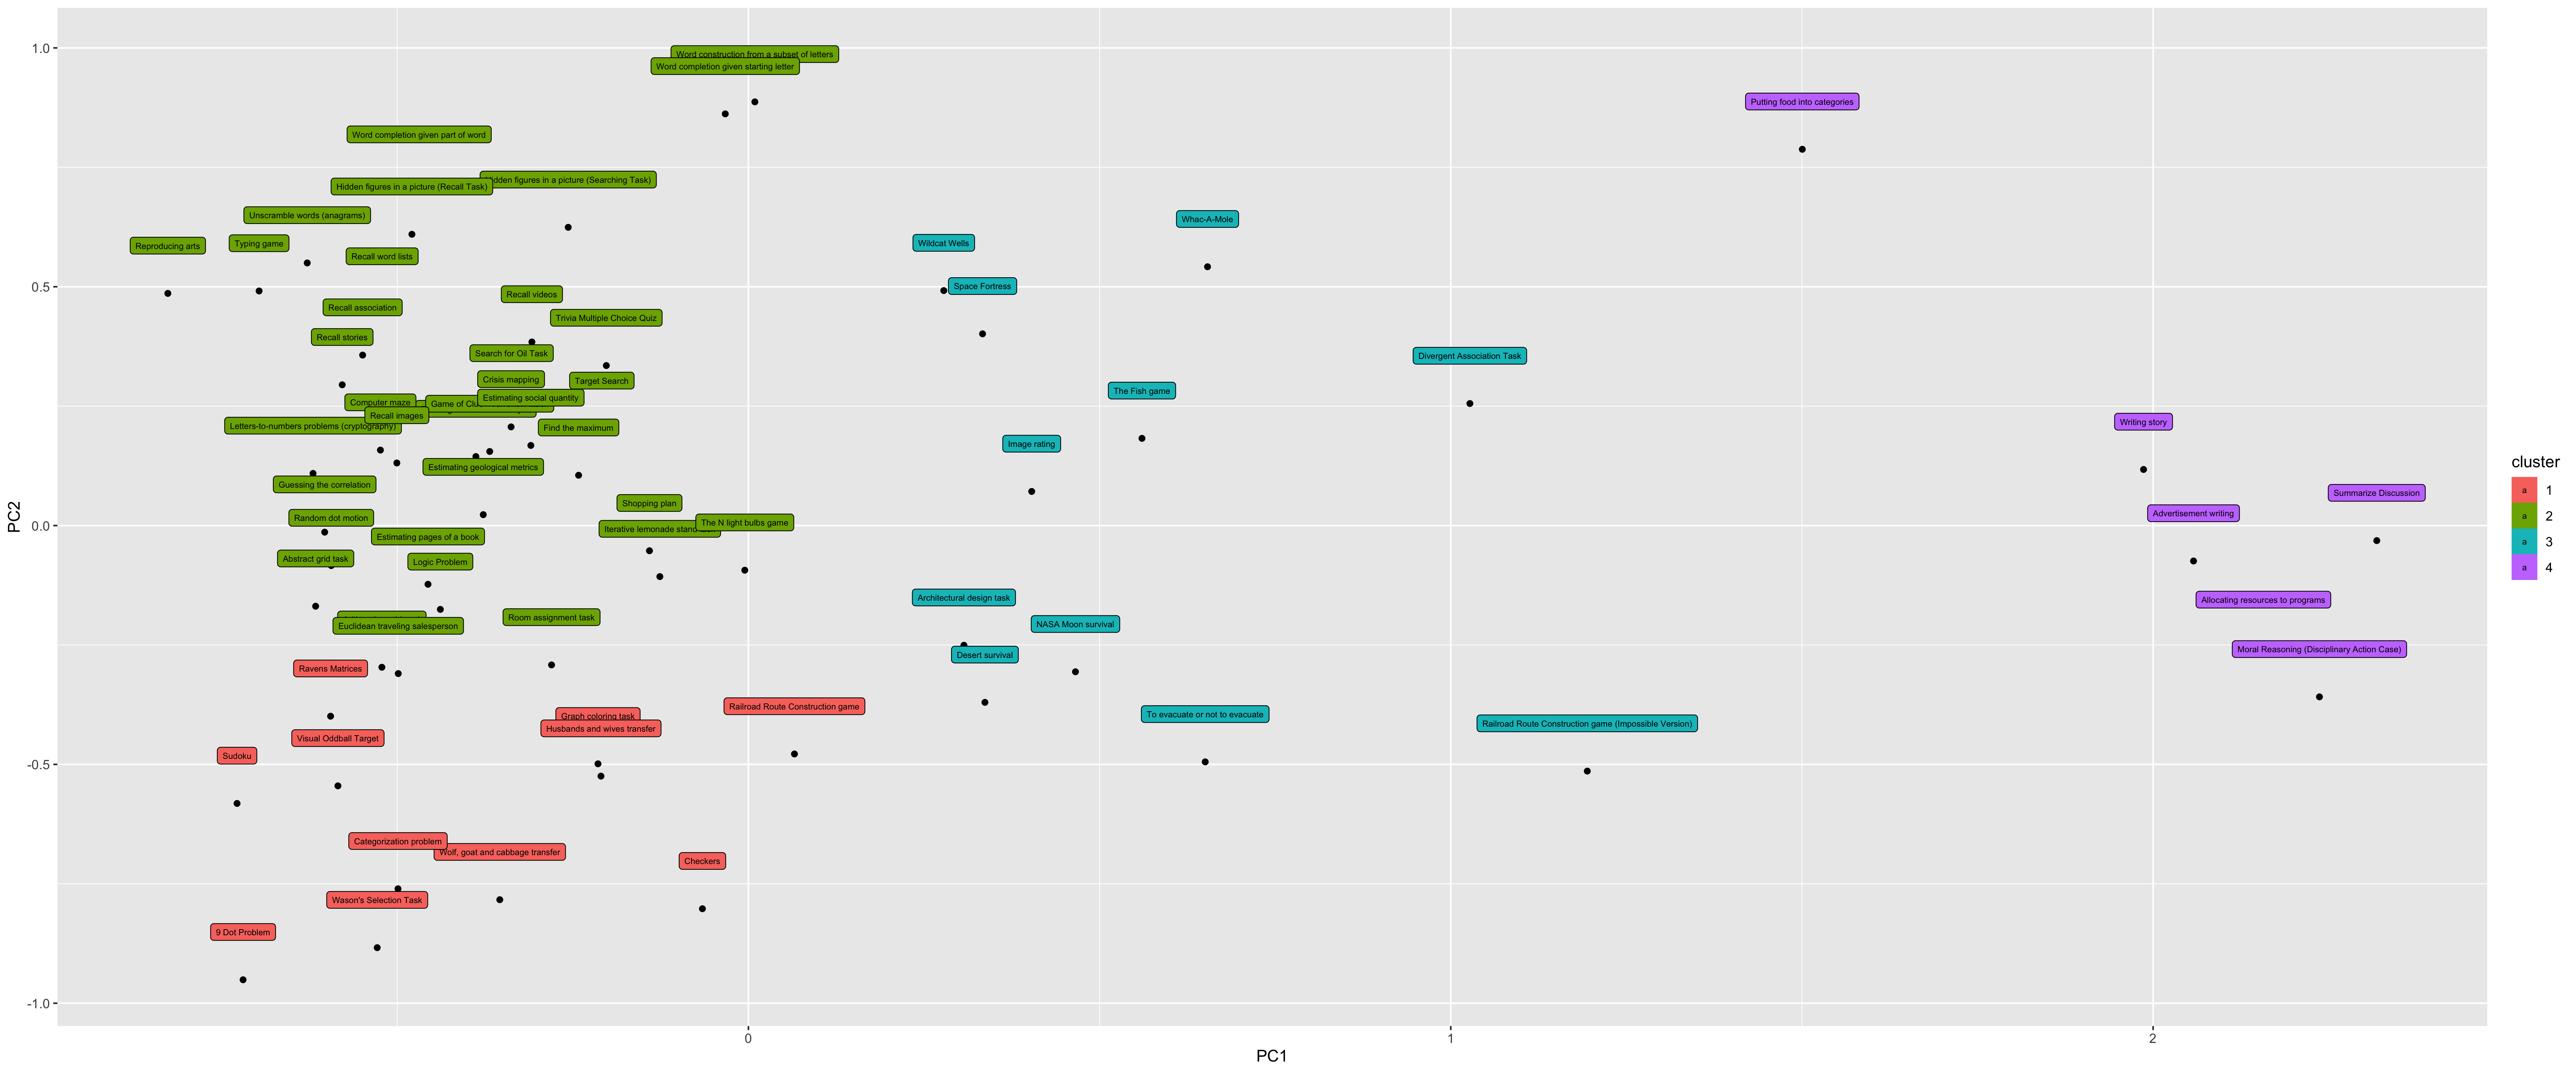 1.0
0.5
0.0
-0.5
-1.0
PC2
Word construction from a subset of letters
Word completion given starting letter
Putting food into categories
Word completion given part of word
Hidden figures in a picture (Searching Task)
Hidden figures in a picture (Recall Task)
Unscramble words (anagrams)
Whac-A-Mole
Reproducing arts
Typing game
Wildcat Wells
Recall word lists
Space Fortress
Recall videos
Recall association
Trivia Multiple Choice Quiz
Recall stories
Search for Oil Task
Divergent Association Task
Crisis mapping
Target Search
The Fish game
Estimating social quantity
Computer maze
Game of Clu
Recall images
Letters-to-numbers problems (cryptography)
Find the maximum
Writing story
Image rating
Estimating geological metrics
Guessing the correlation
Summarize Discussion
Shopping plan
Advertisement writing
Random dot motion
The N light bulbs game
Iterative lemonade stand
Estimating pages of a book
Abstract grid task
Logic Problem
Architectural design task
Allocating resources to programs
Room assignment task
NASA Moon survival
Euclidean traveling salesperson
Moral Reasoning (Disciplinary Action Case)
Desert survival
Ravens Matrices
Railroad Route Construction game
To evacuate or not to evacuate
Graph coloring task
Railroad Route Construction game (Impossible Version)
Husbands and wives transfer
Visual Oddball Target
Sudoku
Categorization problem
Wolf, goat and cabbage transfer
Checkers
Wason's Selection Task
9 Dot Problem
0
1
2
PC1
cluster
a 1
a 2
a 3
a 4